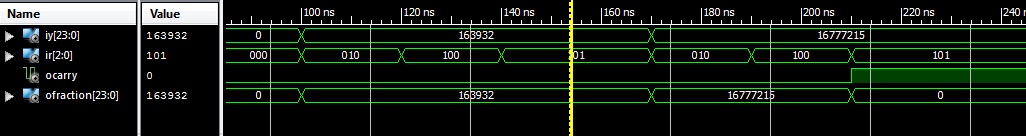 Name Value 100 ns 120 ns 140 ns 160 ns 180 ns 200 ns 220 ns 240
iy[23:0] 163932 0 163932 16777215
ir[2:0] 101 000 010 100 01 010 100 101
ocarry 0
ofraction[23:0] 163932 0 163932 16777215 0